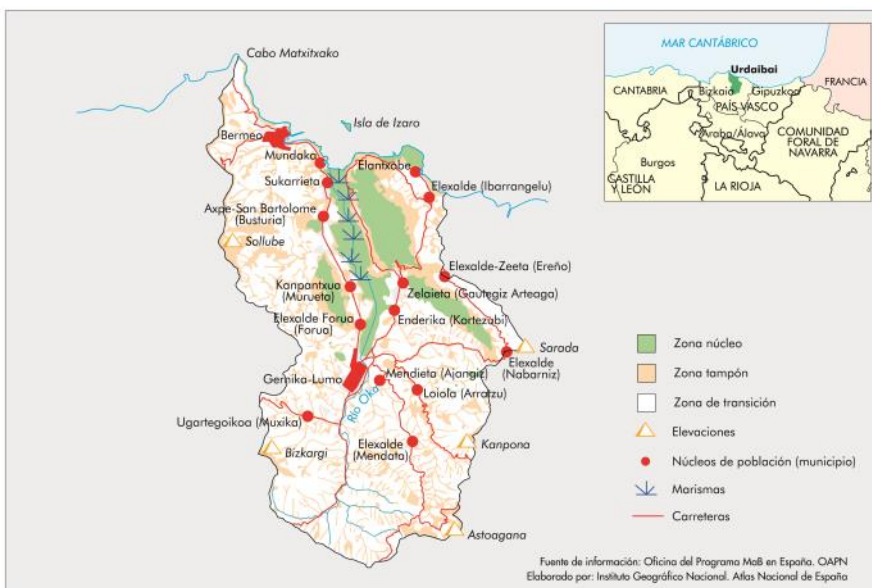 Cabo Matxitxako
Isla de Izaro
Bermeo
Mundaka
Elantxobe
Sukarrieta
Elexalde (Ibarrangelu)
Axpe-San Bartolome
(Busturia)
Sollube
Elexalde-Zeeta (Ereño)
Kanpantxua
(Murueta)
Zelaieta (Gautegiz Arteaga)
Elexalde Forua
(Forua)
Enderika (Kortezubi)
Sarada
Elexalde
(Nabarniz)
Gernika-Lumo
Mendieta (Ajangiz)
Loiola (Arratzu)
Río Oka
Ugartegoikoa (Muxika)
Elexalde
(Mendata)
Kanpona
Bizkargi
Astoagana
MAR CANTÁBRICO
Urdaibai
FRANCIA
CANTABRIA
Bizkaia
Gipuzkoa
PAÍS VASCO
Araba/Álava
COMUNIDAD
FORAL DE
NAVARRA
Burgos
CASTILLA
Y LEÓN
LA RIOJA
Zona núcleo
Zona tampón
Zona de transición
Elevaciones
Núcleos de población (municipio)
Marismas
Carreteras
Fuente de información: Oficina del Programa MaB en España. OAPN
Elaborado por: Instituto Geográfico Nacional. Atlas Nacional de España